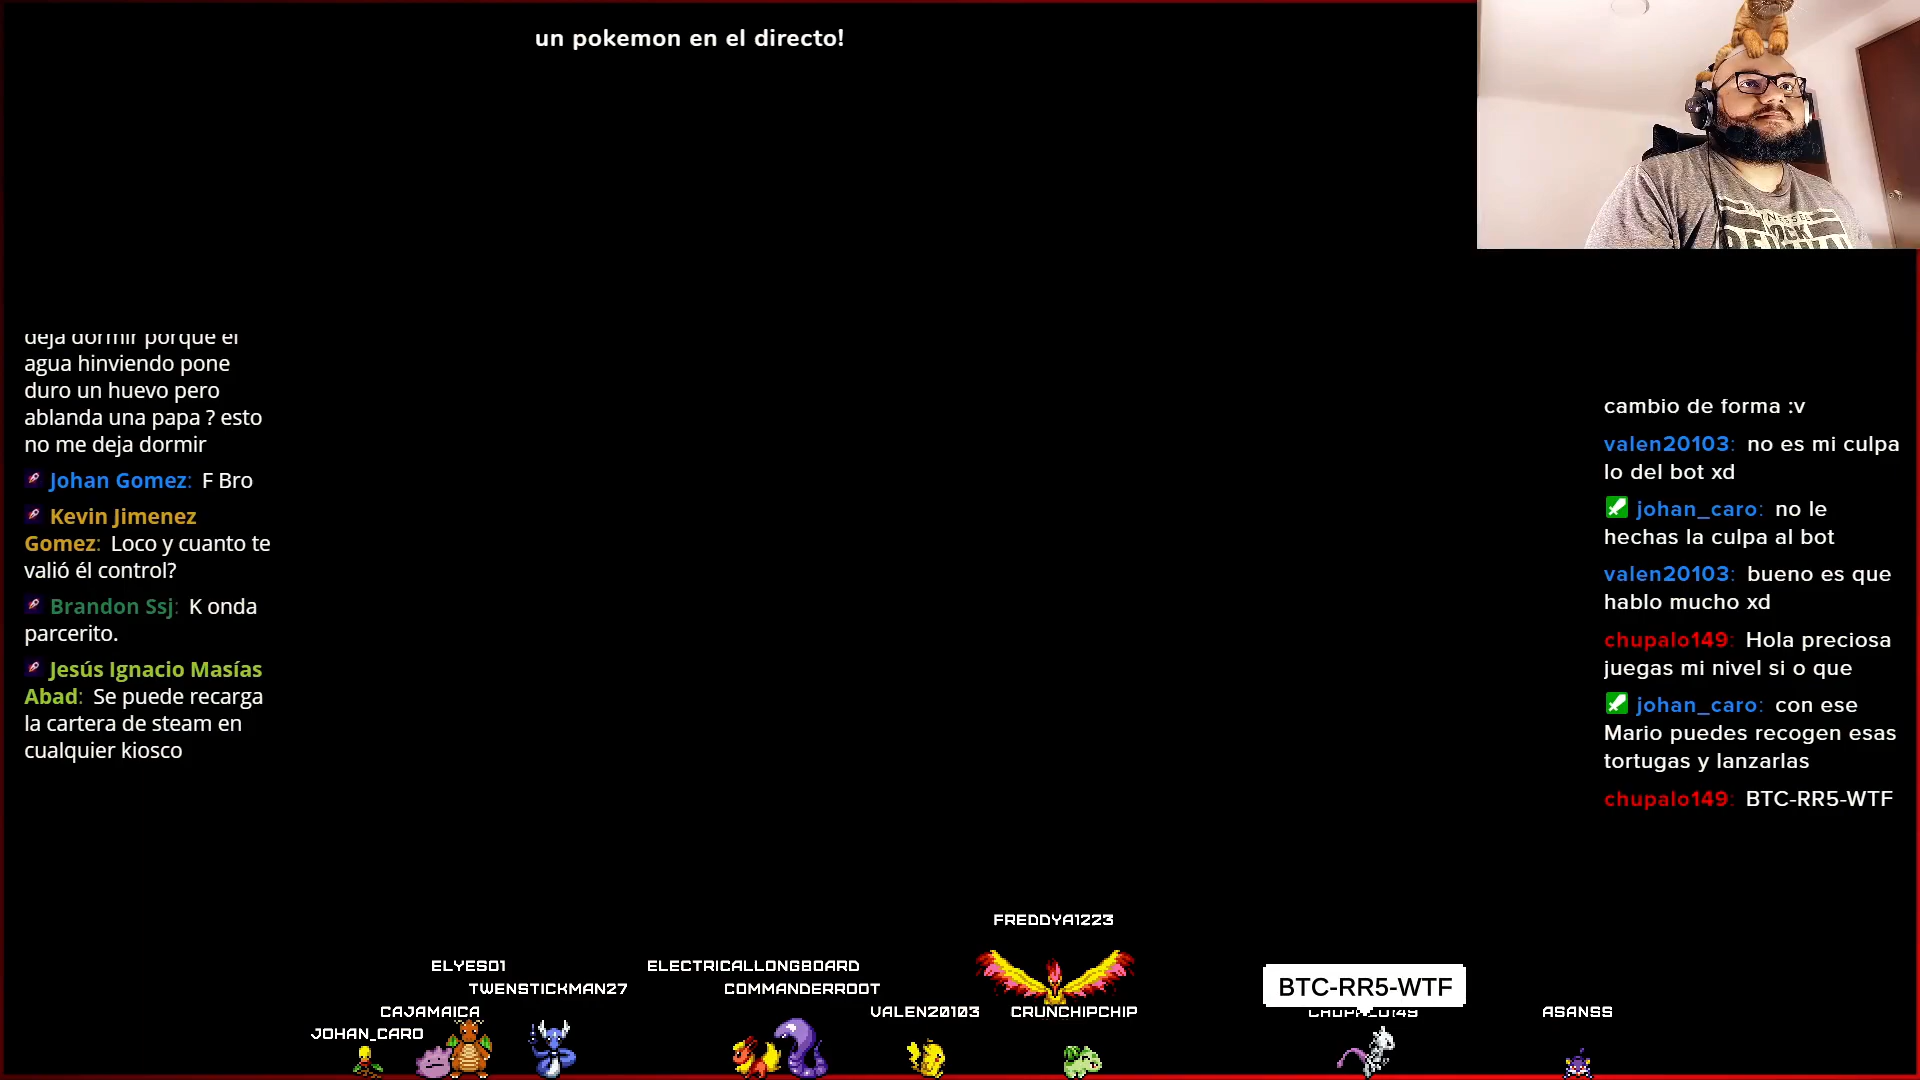 un pokemon en el directo!
deja dormir porque el
agua hinviendo pone
duro un huevo pero
ablanda una papa ? esto
no me deja dormir
Johan Gomez: F Bro
Kevin Jimenez
Gomez: Loco y cuanto te
valió él control?
Brandon Ssj: K onda
parcerito.
Jesús Ignacio Masías
Abad: Se puede recarga
la cartera de steam en
cualquier kiosco
cambio de forma :v
valen20103: no es mi culpa
lo del bot xd
johan_caro: no le
hechas la culpa al bot
valen20103: bueno es que
hablo mucho xd
chupalo149: Hola preciosa
juegas mi nivel si o que
johan_caro: con ese
Mario puedes recogen esas
tortugas y lanzarlas
chupalo149: BTC-RR5-WTF
FREDDYA1223
ELYES01
ELECTRICALLONGBOARD
TWENSTICKMAN27
COMMANDERROOT
BTC-RR5-WTF
CAJAMAICA
VALEN20103
CRUNCHIPCHIP
CHUPALO149
ASANSS
JOHAN_CARO
ROCK